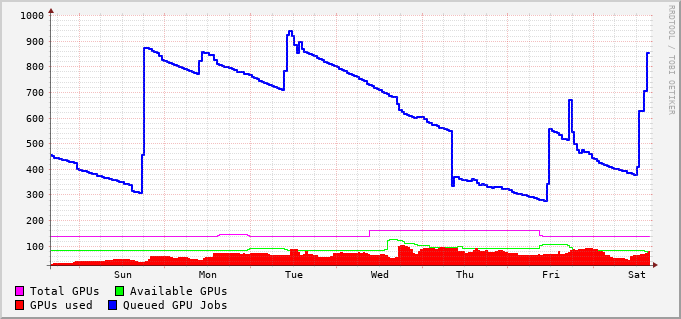 1000
900
800
700
600
500
400
300
200
100
Sun Mon Tue Wed Thu Fri Sat
Total GPUs Available GPUs
GPUs used Queued GPU Jobs
RRDTOOL / TOBI OETIKER